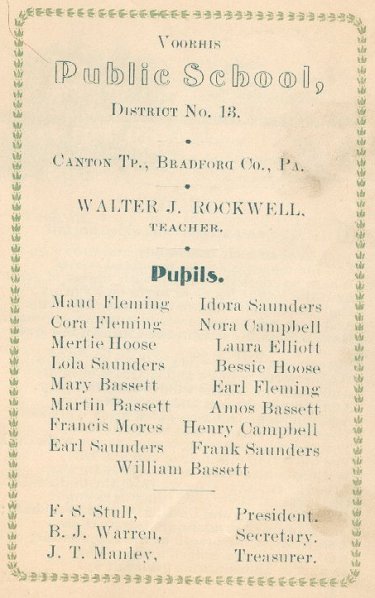 Voorhis
Public School,
District No. 13.
Canton Tp., Bradford Co., Pa.
WALTER J. ROCKWELL,
TEACHER.
Pupils.
Maud Fleming Idora Saunders
Cora Fleming Nora Campbell
Mertie Hoose Laura Elliott
Lola Saunders Bessie Hoose
Mary Bassett Earl Fleming
Martin Bassett Amos Bassett
Francis Mores Henry Campbell
Earl Saunders Frank Saunders
William Bassett
F. S. Stull, President.
B. J. Warren, Secretary.
J. T. Manley, Treasurer.